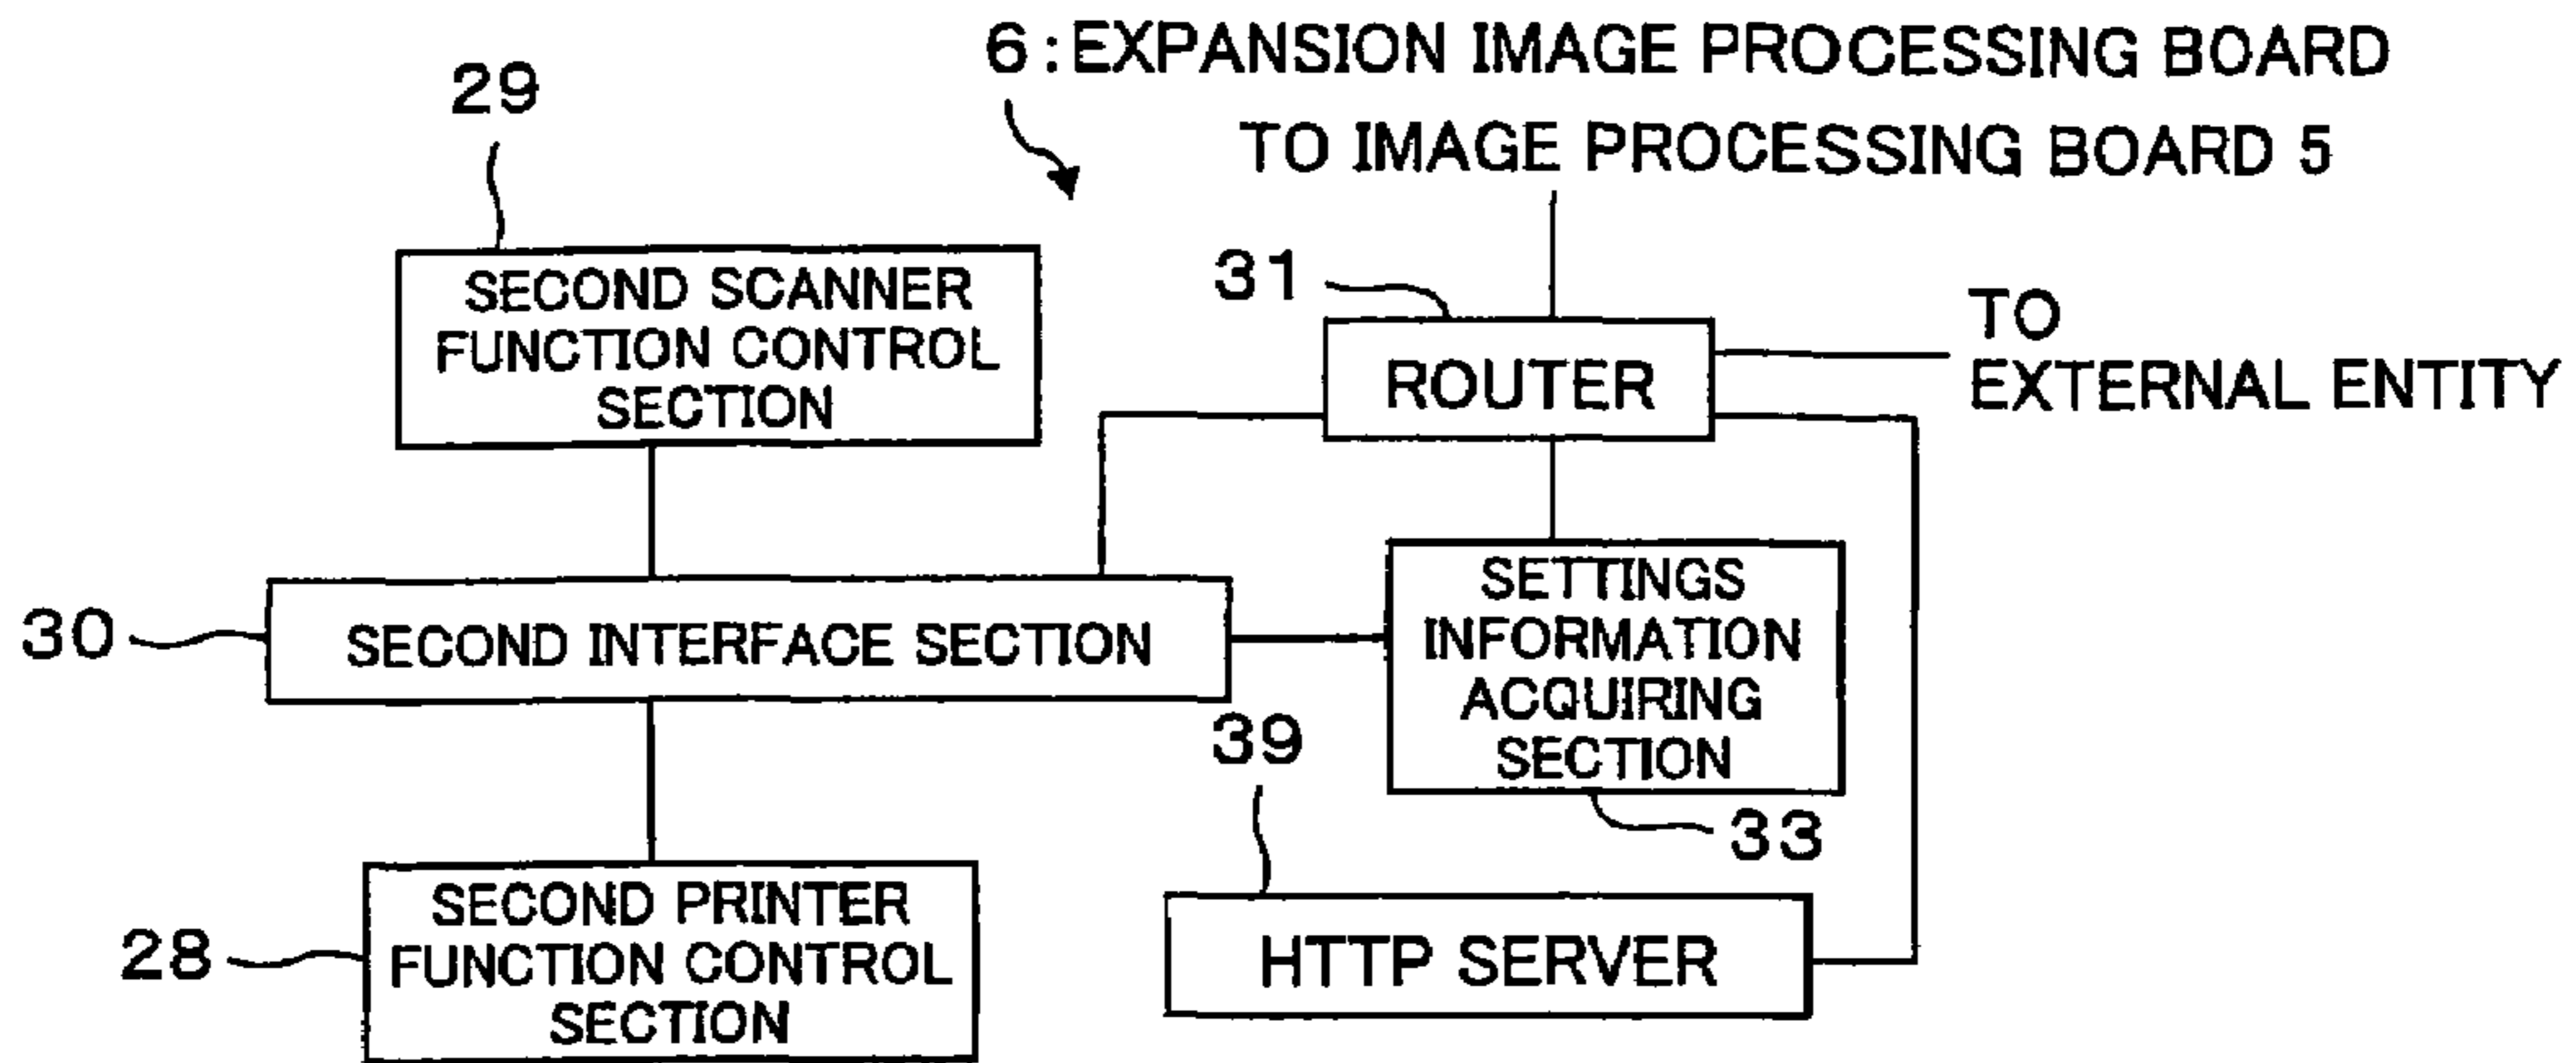 6:EXPANSION IMAGE PROCESSING BOARD
TO IMAGE PROCESSING BOARD 5
29
SECOND SCANNER
FUNCTION CONTROL
SECTION
31
ROUTER
TO
EXTERNAL ENTITY
30
SECOND INTERFACE SECTION
SETTINGS
INFORMATION
ACQUIRING
SECTION
33
39
HTTP SERVER
28
SECOND PRINTER
FUNCTION CONTROL
SECTION